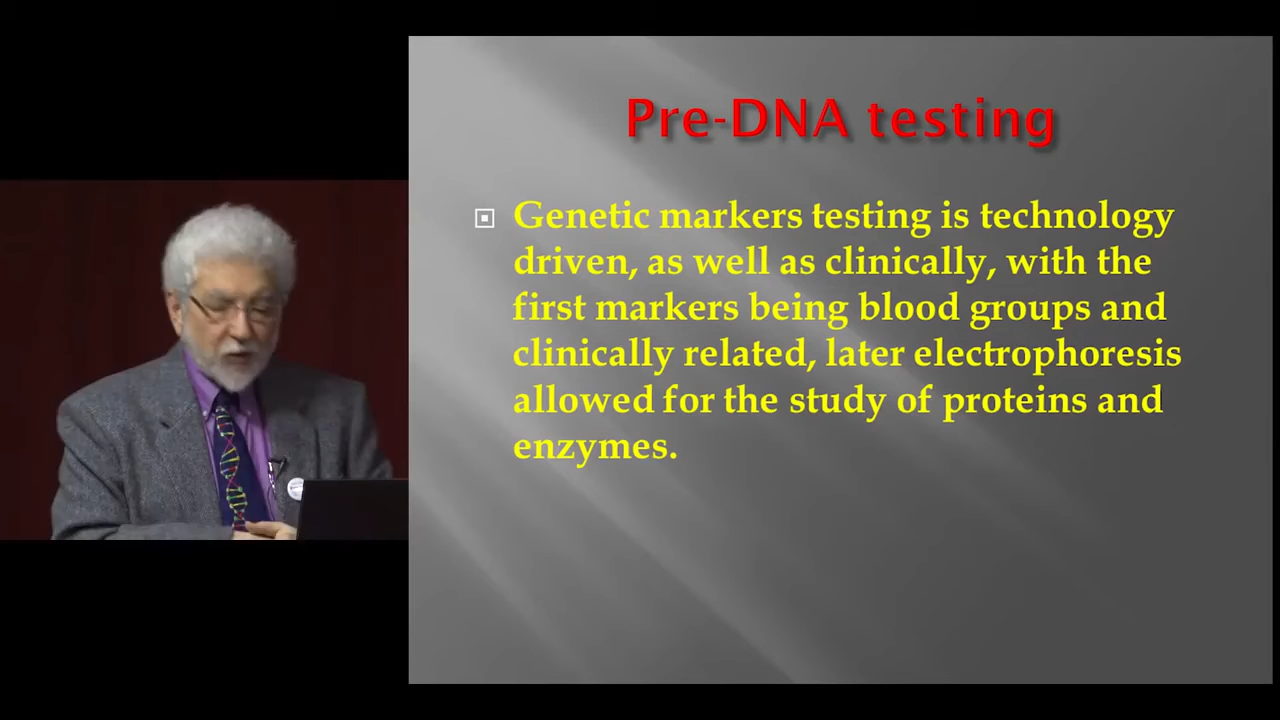 Pre-DNA testing
Genetic markers testing is technology
driven, as well as clinically, with the
first markers being blood groups and
clinically related, later electrophoresis
allowed for the study of proteins and
enzymes.